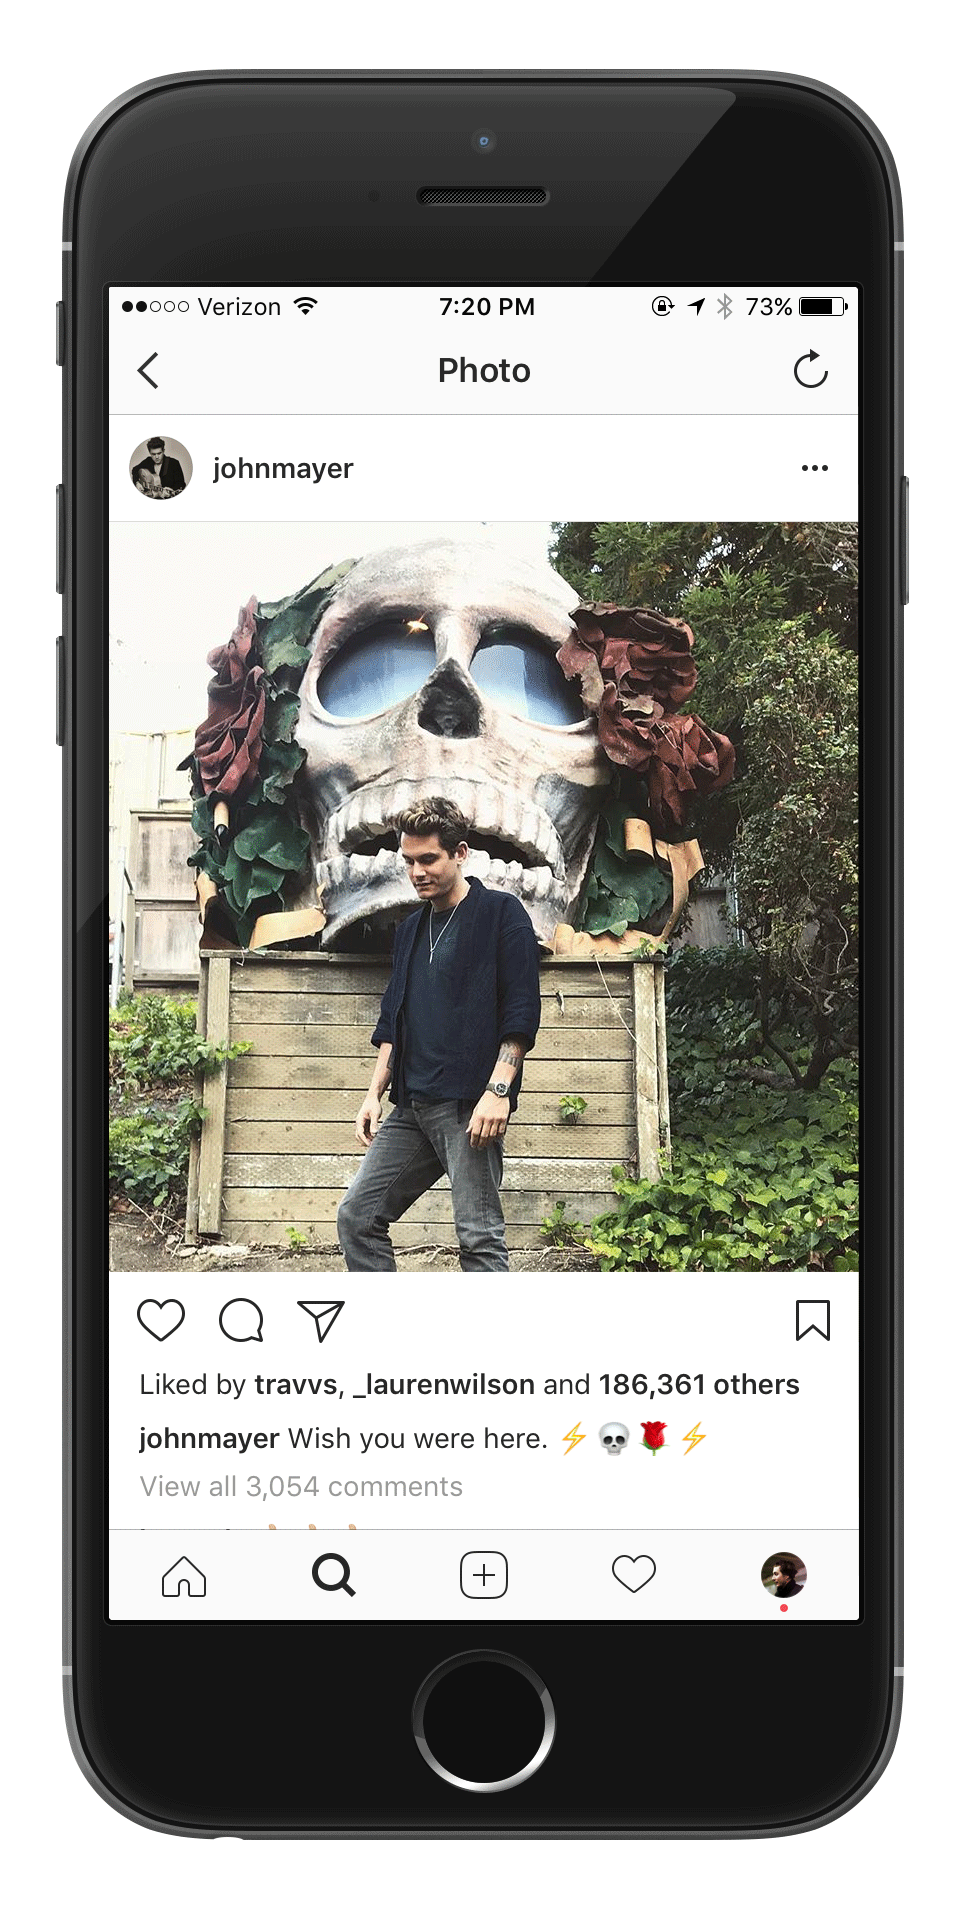 Verizon 7:20 PM 73%
Photo
johnmayer
Liked by travvs, _laurenwilson and 186,361 others
johnmayer Wish you were here. ⚡💀🌹⚡
View all 3,054 comments